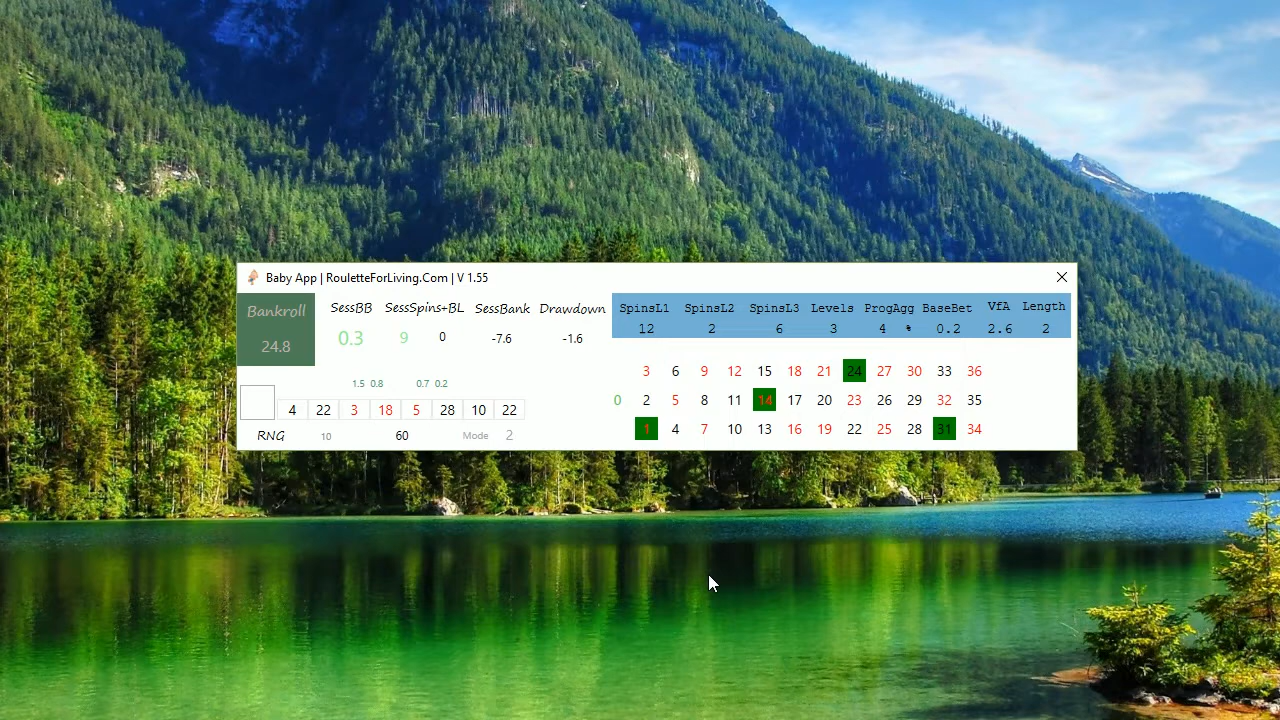 Baby App | RouletteForLiving.Com | V 1.55
Bankroll SessBB SessSpins+BL SessBank Drawdown SpinsL1 SpinsL2 SpinsL3 Levels ProgAgg BaseBet VfA Length
24.8 0.3 9 0 -7.6 -1.6 12 2 6 3 4 % 0.2 2.6 2
3 6 9 12 15 18 21 24 27 30 33 36
1.5 0.8 0.7 0.2
0 2 5 8 11 14 17 20 23 26 29 32 35
4 22 3 18 5 28 10 22
1 4 7 10 13 16 19 22 25 28 31 34
RNG 10 60 Mode 2